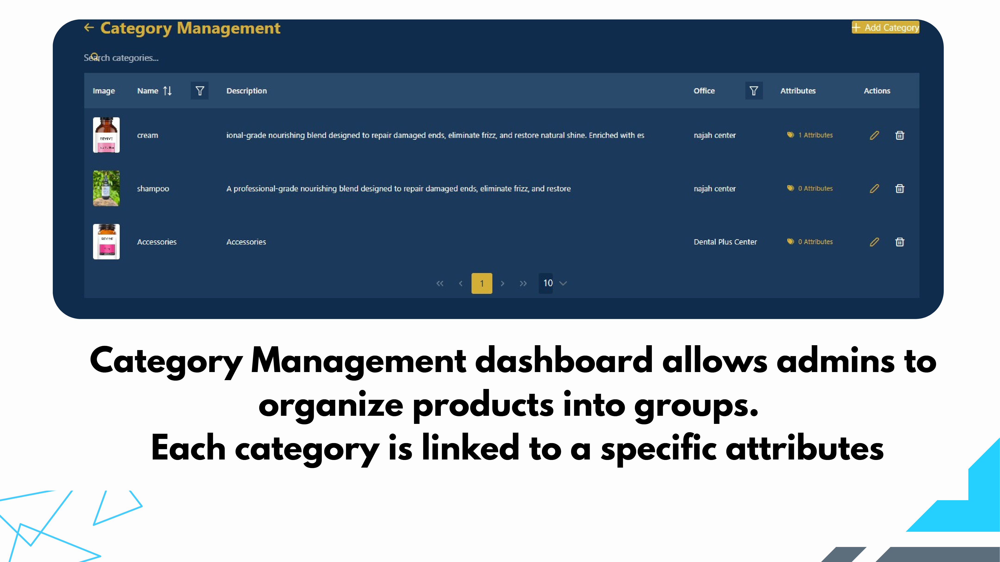 Category Management
+ Add Category
Search categories...
Image Name Description Office Attributes Actions
REVIVE
cream ional-grade nourishing blend designed to repair damaged ends, eliminate frizz, and restore natural shine. Enriched with es najah center 1 Attributes
shampoo A professional-grade nourishing blend designed to repair damaged ends, eliminate frizz, and restore najah center 0 Attributes
REVIVE
Accessories Accessories Dental Plus Center 0 Attributes
« ‹ 1 › » 10
Category Management dashboard allows admins to
organize products into groups.
Each category is linked to a specific attributes